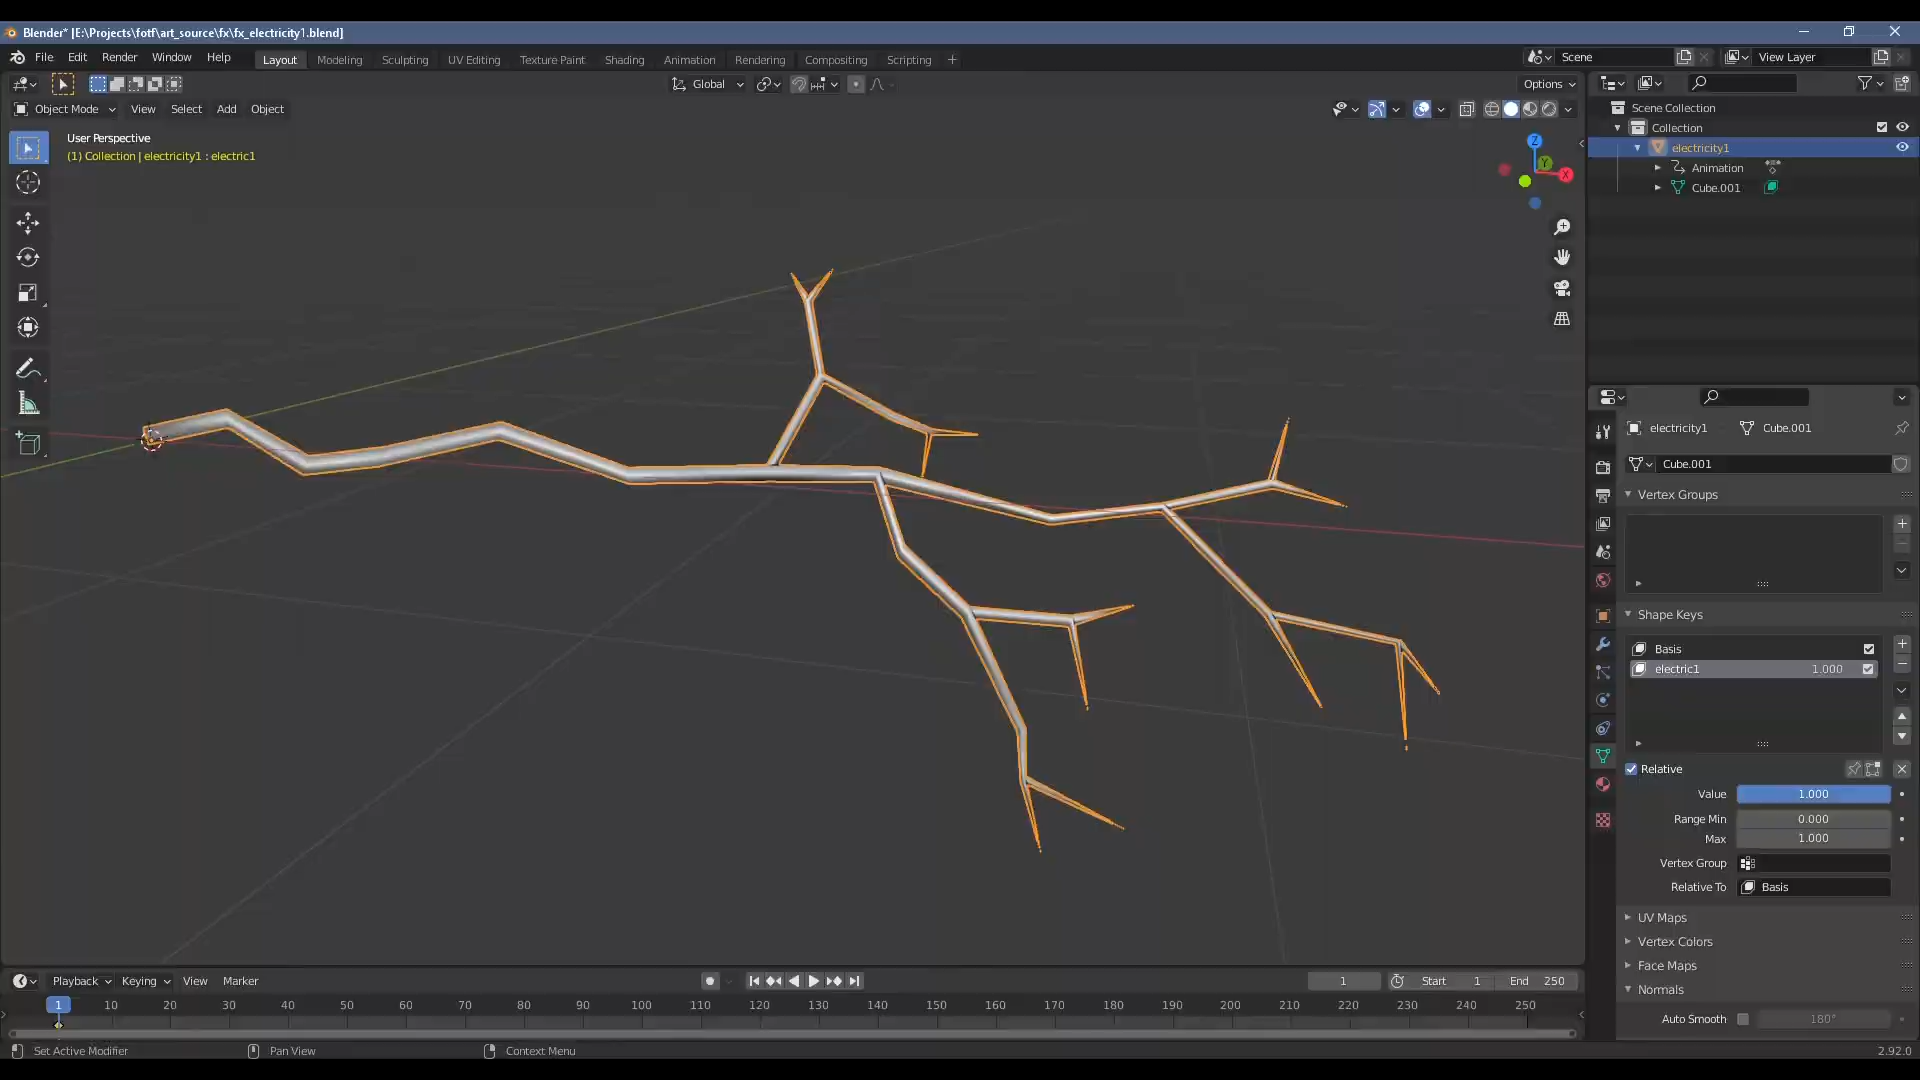 Blender* [E:\Projects\fotf\art_source\fx\fx_electricity1.blend]
File Edit Render Window Help Layout Modeling Sculpting UV Editing Texture Paint Shading Animation Rendering Compositing Scripting + Scene View Layer
Global Options
Object Mode View Select Add Object
User Perspective
(1) Collection | electricity1 : electric1
Z
Y
X
Scene Collection
Collection
electricity1
Animation
Cube.001
electricity1 Cube.001
Cube.001
Vertex Groups
Shape Keys
Basis
electric1 1.000
Relative
Value 1.000
Range Min 0.000
Max 1.000
Vertex Group
Relative To Basis
UV Maps
Vertex Colors
Face Maps
Normals
Auto Smooth 180°
Playback Keying View Marker 1 Start 1 End 250
1 10 20 30 40 50 60 70 80 90 100 110 120 130 140 150 160 170 180 190 200 210 220 230 240 250
Set Active Modifier Pan View Context Menu 2.92.0